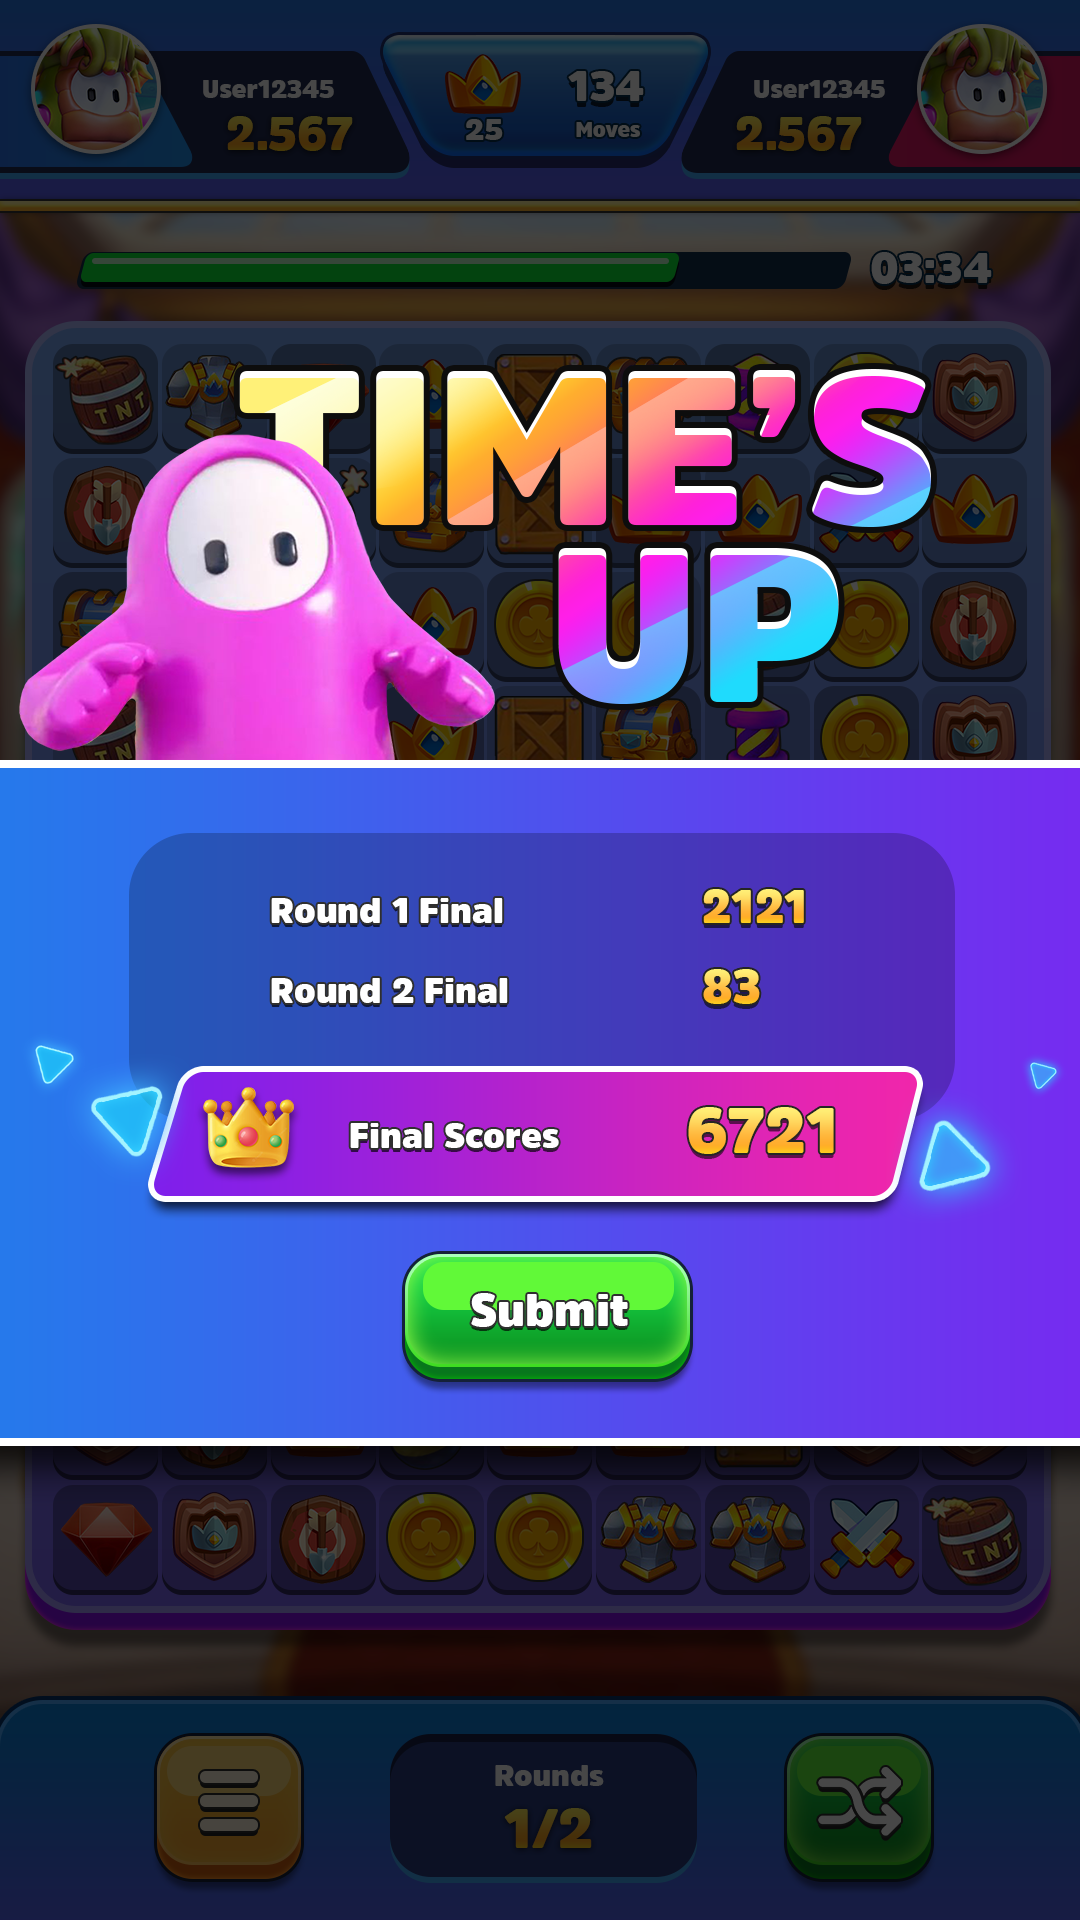 User12345
2.567
25
134
Moves
User12345
2.567
03:34
TNT
TIME'S
UP
TN
Round 1 Final 2121
Round 2 Final 83
Final Scores 6721
Submit
TNT
Rounds
1/2